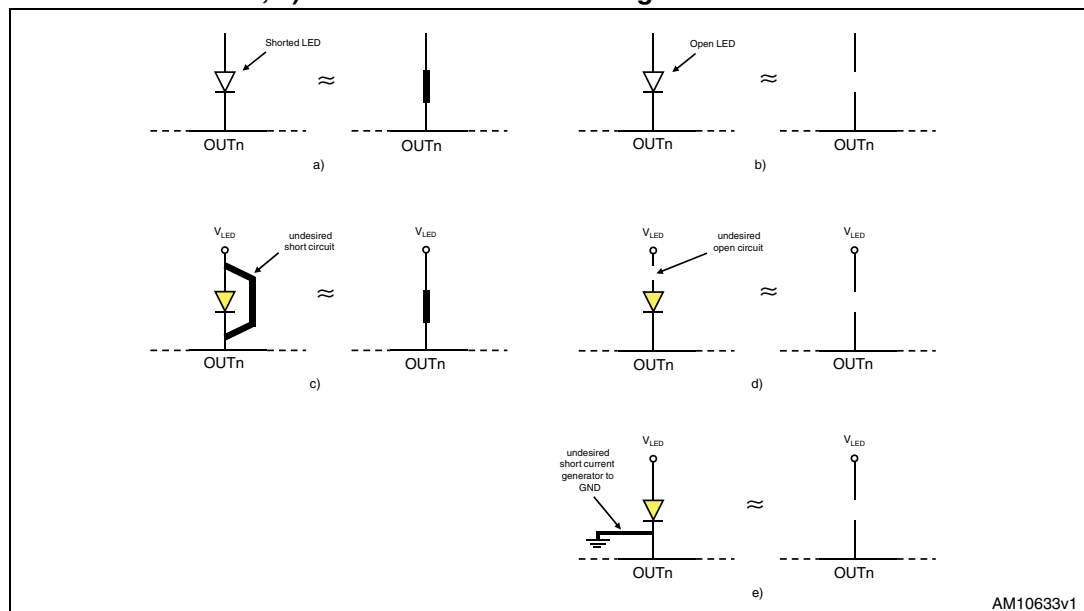 Shorted LED
≈
OUTn
OUTn
a)
Open LED
≈
OUTn
OUTn
b)
VLED
undesired
short circuit
VLED
≈
OUTn
OUTn
c)
VLED
undesired
open circuit
VLED
≈
OUTn
OUTn
d)
undesired
short current
generator to
GND
VLED
VLED
≈
OUTn
OUTn
e)
AM10633v1